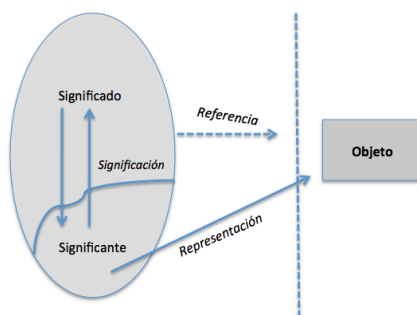 Significado
Referencia
Significación
Objeto
Significante
Representación